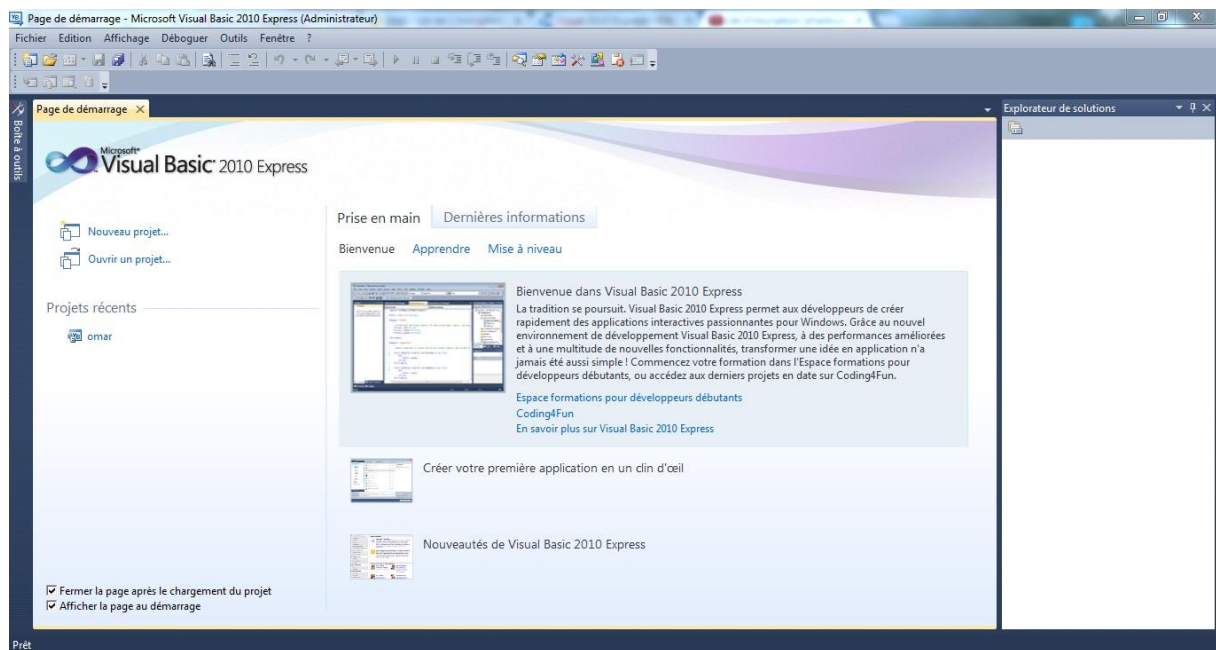 Page de démarrage - Microsoft Visual Basic 2010 Express (Administrateur)
Fichier Edition Affichage Déboguer Outils Fenêtre ?
Boîte à outils
Page de démarrage
Explorateur de solutions
Microsoft®
Visual Basic® 2010 Express
Nouveau projet...
Ouvrir un projet...
Projets récents
omar
Prise en main Dernières informations
Bienvenue Apprendre Mise à niveau
Bienvenue dans Visual Basic 2010 Express
La tradition se poursuit. Visual Basic 2010 Express permet aux développeurs de créer
rapidement des applications interactives passionnantes pour Windows. Grâce au nouvel
environnement de développement Visual Basic 2010 Express, à des performances améliorées
et à une multitude de nouvelles fonctionnalités, transformer une idée en application n'a
jamais été aussi simple ! Commencez votre formation dans l'Espace formations pour
développeurs débutants, ou accédez aux derniers projets en date sur Coding4Fun.
Espace formations pour développeurs débutants
Coding4Fun
En savoir plus sur Visual Basic 2010 Express
Créer votre première application en un clin d'œil
Nouveautés de Visual Basic 2010 Express
Fermer la page après le chargement du projet
Afficher la page au démarrage
Prêt